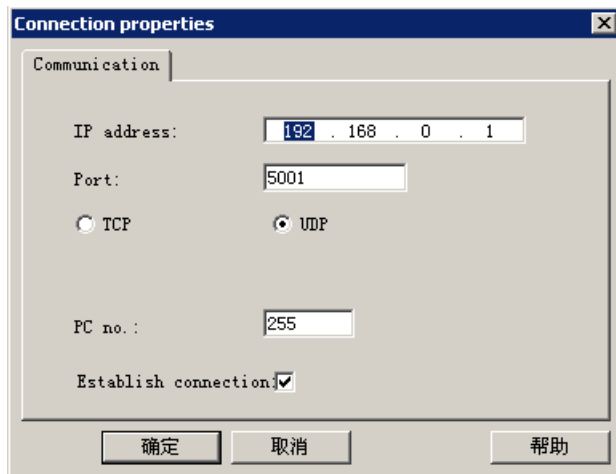 Connection properties
Communication
IP address: 192 . 168 . 0 . 1
Port: 5001
TCP UDP
PC no.: 255
Establish connection:
确定 取消 帮助